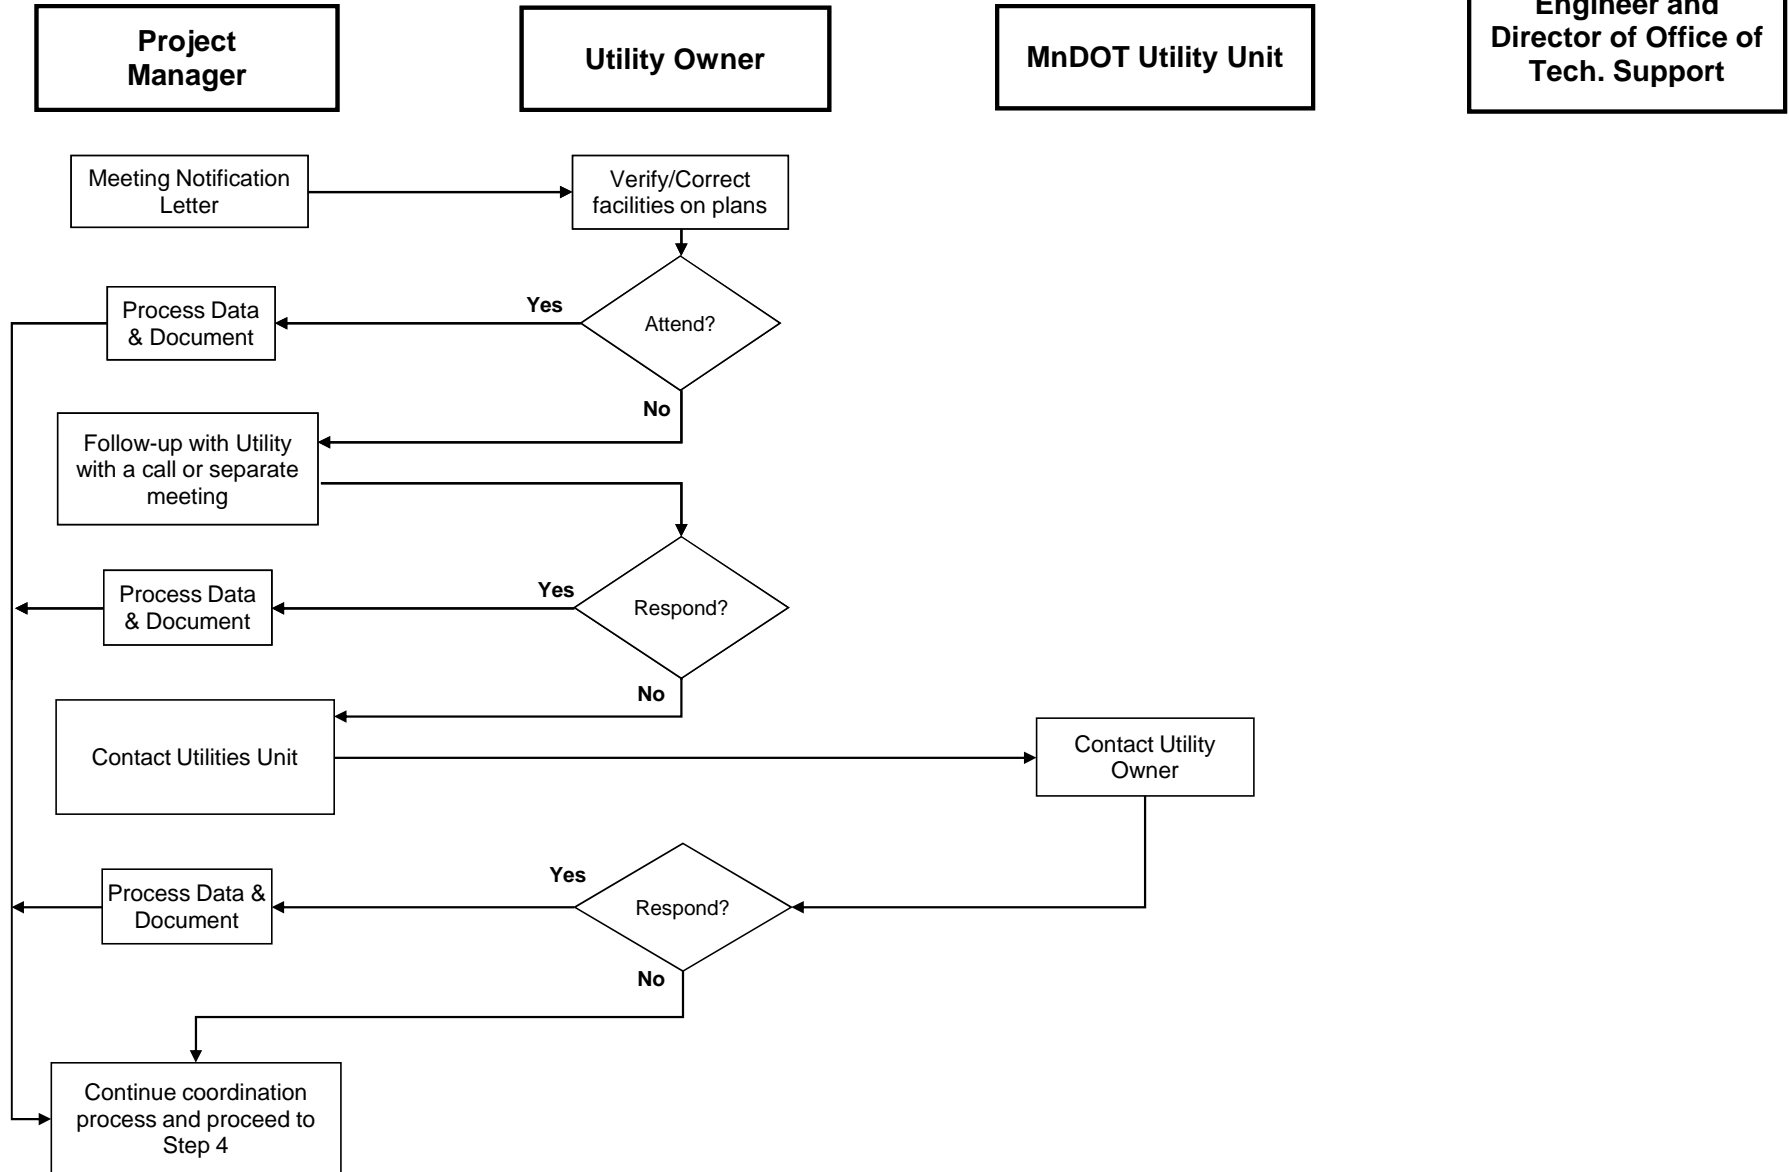 Project
Manager
Utility Owner
MnDOT Utility Unit
Engineer and
Director of Office of
Tech. Support
Meeting Notification
Letter
Verify/Correct
facilities on plans
Process Data
& Document
Yes
Attend?
No
Follow-up with Utility
with a call or separate
meeting
Process Data
& Document
Yes
Respond?
No
Contact Utilities Unit
Contact Utility
Owner
Process Data &
Document
Yes
Respond?
No
Continue coordination
process and proceed to
Step 4